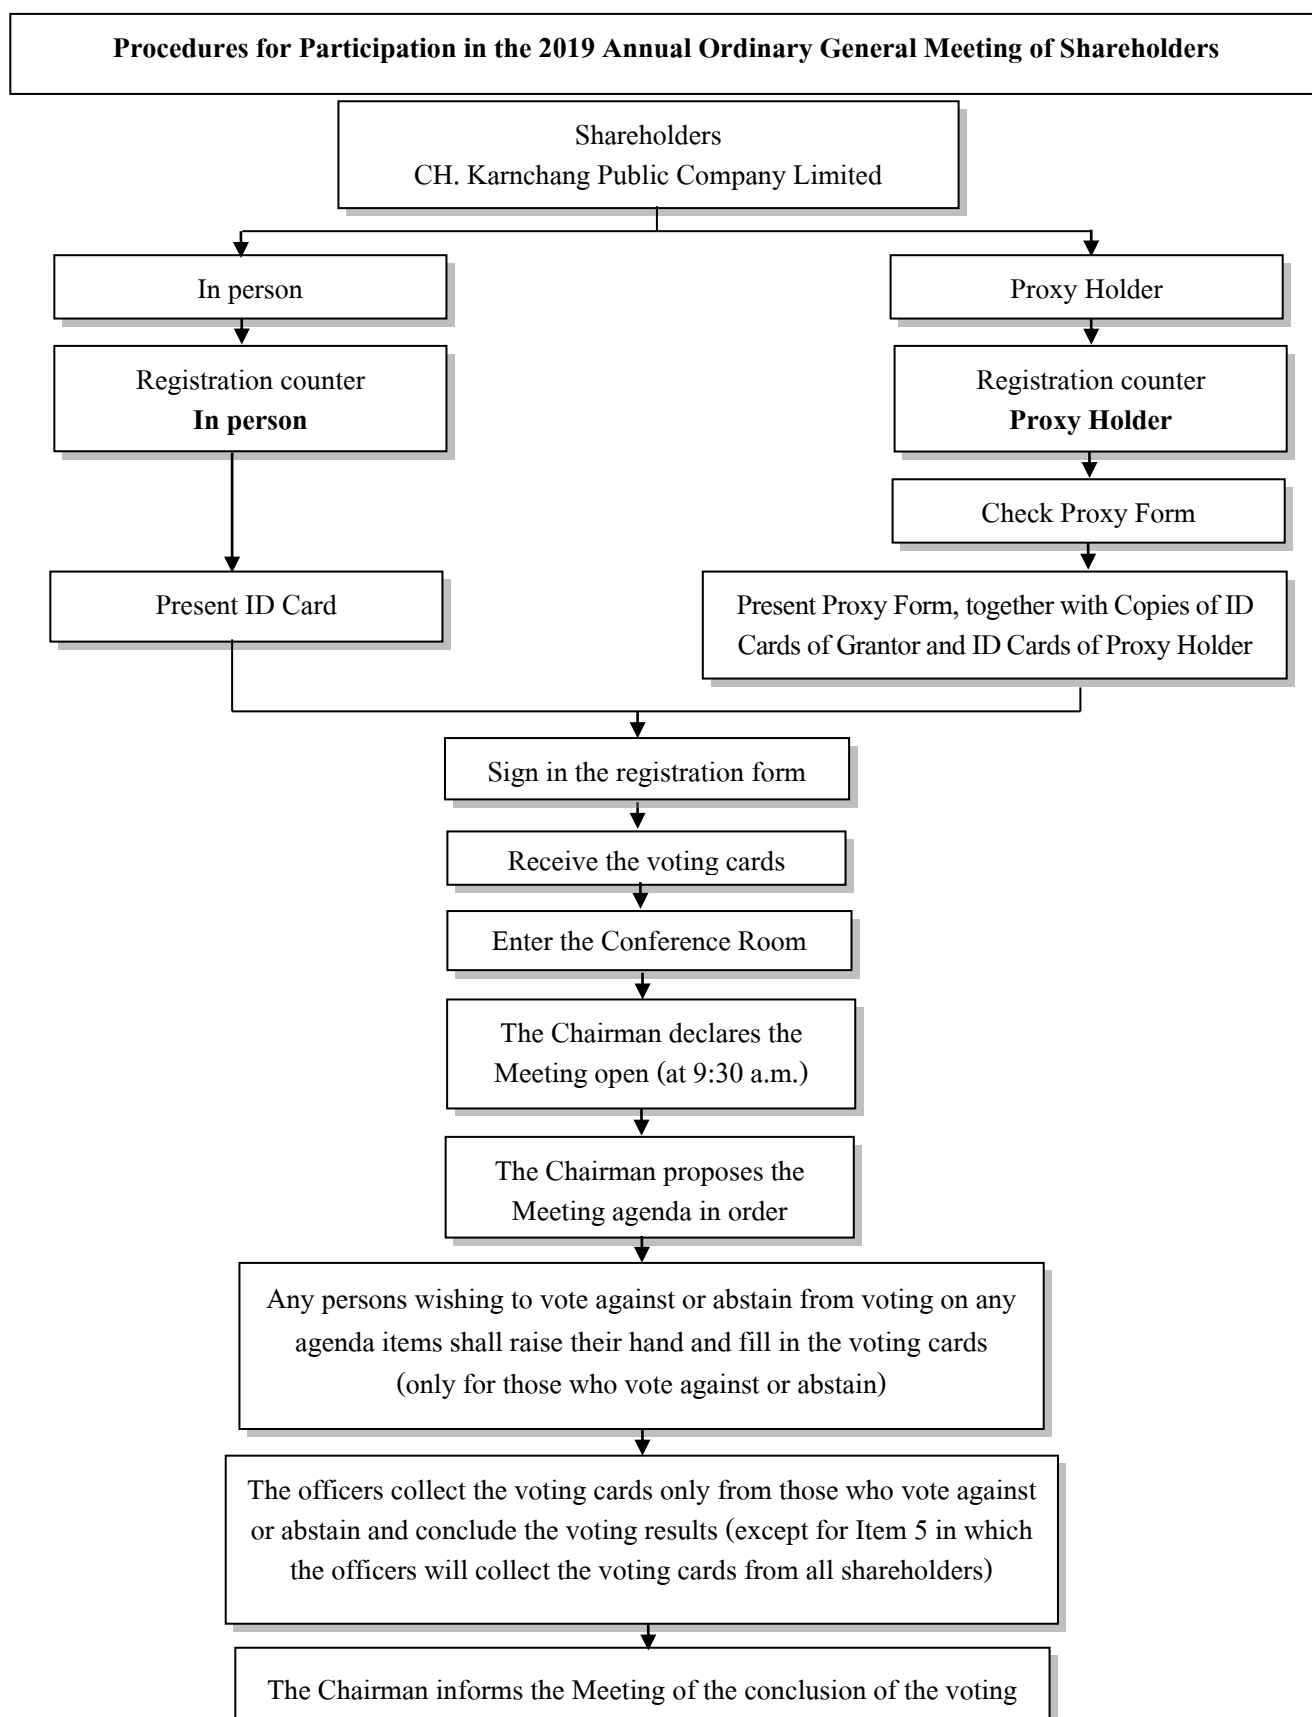 Procedures for Participation in the 2019 Annual Ordinary General Meeting of Shareholders
Shareholders
CH. Karnchang Public Company Limited
In person
Proxy Holder
Registration counter
In person
Registration counter
Proxy Holder
Check Proxy Form
Present ID Card
Present Proxy Form, together with Copies of ID
Cards of Grantor and ID Cards of Proxy Holder
Sign in the registration form
Receive the voting cards
Enter the Conference Room
The Chairman declares the
Meeting open (at 9:30 a.m.)
The Chairman proposes the
Meeting agenda in order
Any persons wishing to vote against or abstain from voting on any
agenda items shall raise their hand and fill in the voting cards
(only for those who vote against or abstain)
The officers collect the voting cards only from those who vote against
or abstain and conclude the voting results (except for Item 5 in which
the officers will collect the voting cards from all shareholders)
The Chairman informs the Meeting of the conclusion of the voting